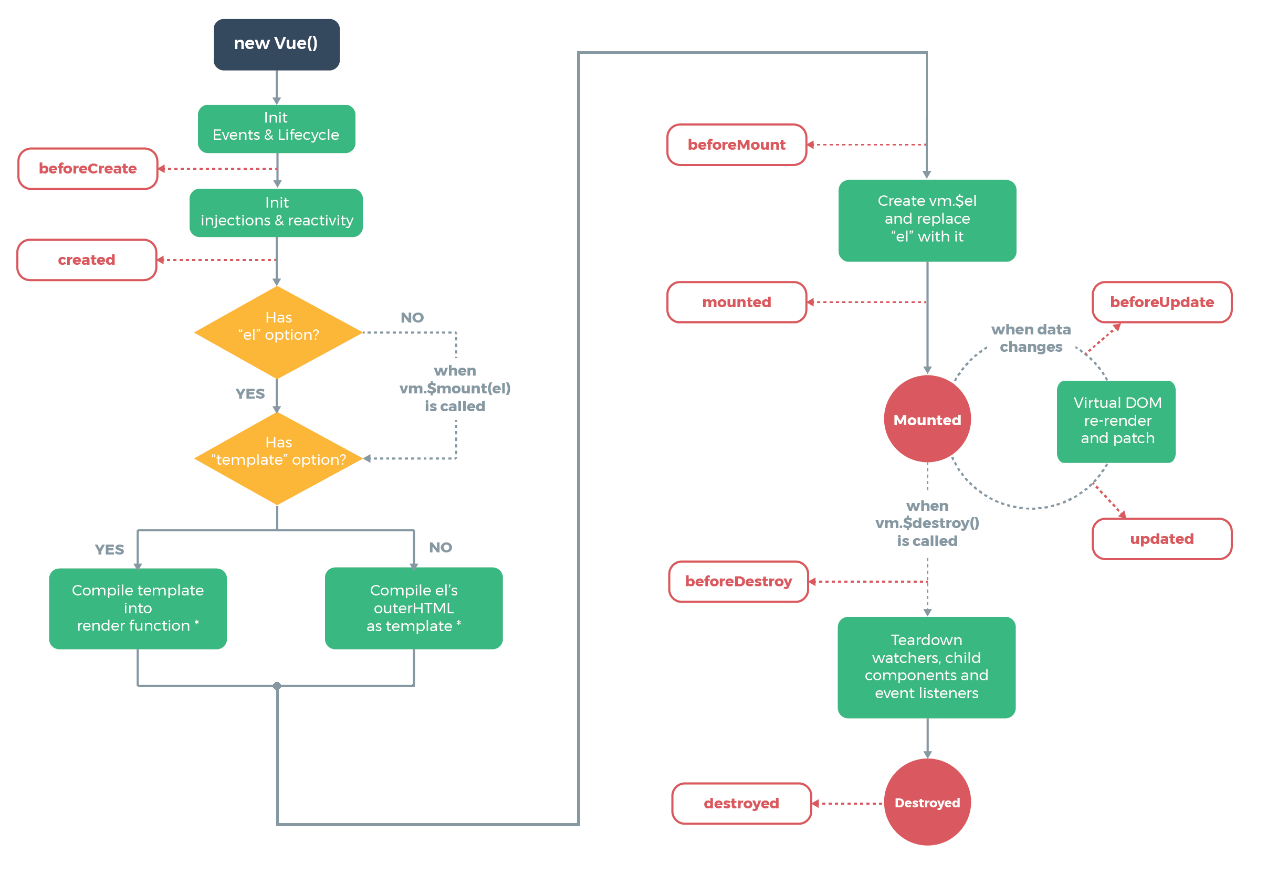 new Vue()
Init
Events & Lifecycle
beforeCreate
Init
injections & reactivity
created
Has
“el” option?
NO
when
vm.$mount(el)
is called
YES
Has
“template” option?
YES
NO
Compile template
into
render function *
Compile el’s
outerHTML
as template *
beforeMount
Create vm.$el
and replace
“el” with it
mounted
beforeUpdate
when data
changes
Mounted
Virtual DOM
re-render
and patch
when
vm.$destroy()
is called
updated
beforeDestroy
Teardown
watchers, child
components and
event listeners
destroyed
Destroyed